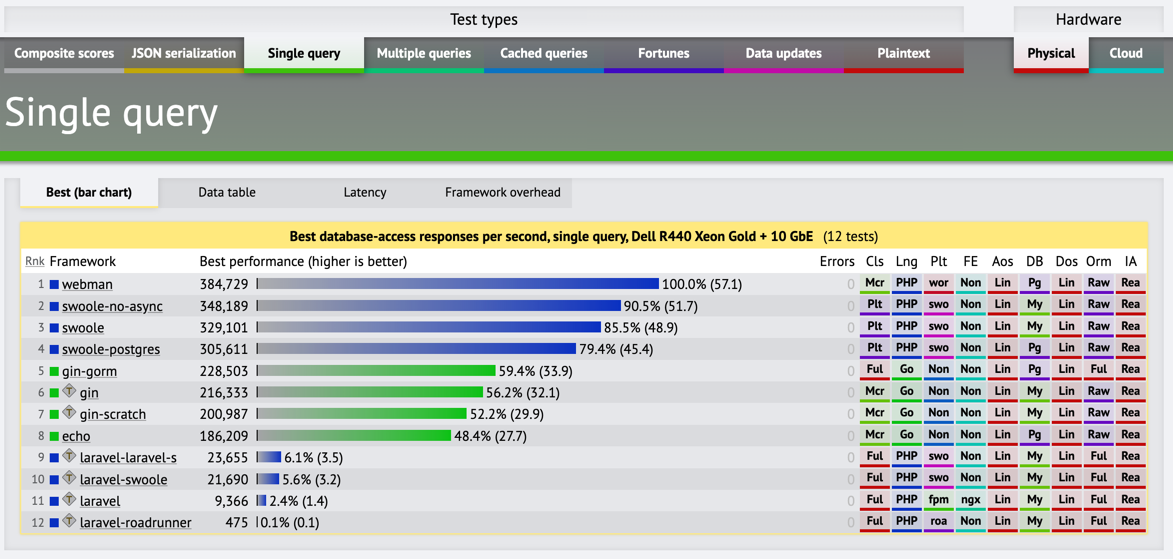 Test types Hardware
Composite scores JSON serialization Single query Multiple queries Cached queries Fortunes Data updates Plaintext Physical Cloud
Single query
Best (bar chart) Data table Latency Framework overhead
Best database-access responses per second, single query, Dell R440 Xeon Gold + 10 GbE (12 tests)
Rnk Framework Best performance (higher is better) Errors Cls Lng Plt FE Aos DB Dos Orm IA
1 webman 384,729 100.0% (57.1) 0 Mcr PHP wor Non Lin Pg Lin Raw Rea
2 swoole-no-async 348,189 90.5% (51.7) 0 Plt PHP swo Non Lin My Lin Raw Rea
3 swoole 329,101 85.5% (48.9) 0 Plt PHP swo Non Lin My Lin Raw Rea
4 swoole-postgres 305,611 79.4% (45.4) 0 Plt PHP swo Non Lin Pg Lin Raw Rea
5 gin-gorm 228,503 59.4% (33.9) 0 Ful Go Non Non Lin Pg Lin Ful Rea
6 T gin 216,333 56.2% (32.1) 0 Mcr Go Non Non Lin My Lin Raw Rea
7 T gin-scratch 200,987 52.2% (29.9) 0 Mcr Go Non Non Lin My Lin Raw Rea
8 echo 186,209 48.4% (27.7) 0 Mcr Go Non Non Lin Pg Lin Raw Rea
9 T laravel-laravel-s 23,655 6.1% (3.5) 0 Ful PHP swo Non Lin My Lin Ful Rea
10 T laravel-swoole 21,690 5.6% (3.2) 0 Ful PHP swo Non Lin My Lin Ful Rea
11 T laravel 9,366 2.4% (1.4) 0 Ful PHP fpm ngx Lin My Lin Ful Rea
12 T laravel-roadrunner 475 0.1% (0.1) 0 Ful PHP roa Non Lin My Lin Ful Rea